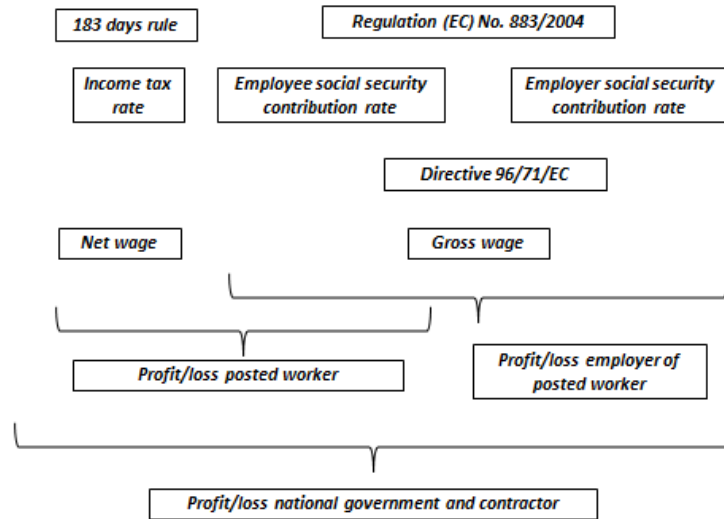 183 days rule
Regulation (EC) No. 883/2004
Income tax
rate
Employee social security
contribution rate
Employer social security
contribution rate
Directive 96/71/EC
Net wage
Gross wage
Profit/loss posted worker
Profit/loss employer of
posted worker
Profit/loss national government and contractor